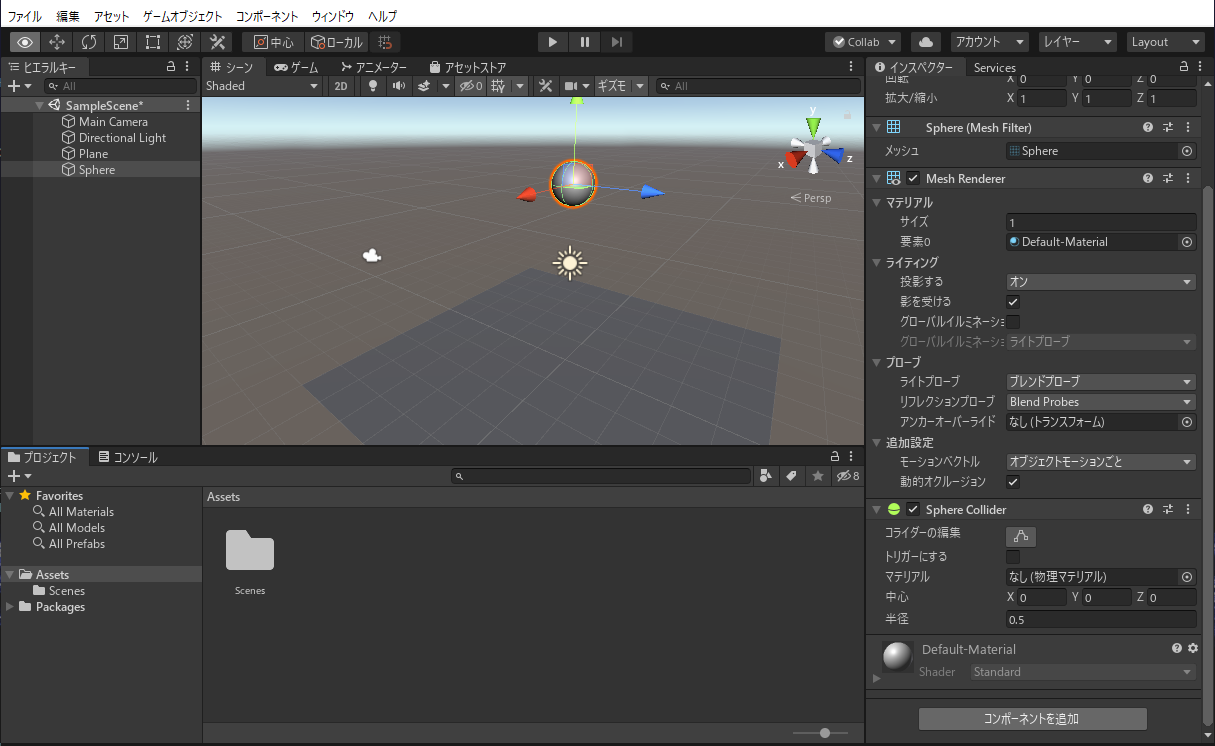 ファイル 編集 アセット ゲームオブジェクト コンポーネント ウィンドウ ヘルプ
中心 ローカル Collab アカウント レイヤー Layout
ヒエラルキー
All
SampleScene*
Main Camera
Directional Light
Plane
Sphere
シーン ゲーム アニメーター アセットストア
Shaded 2D 0 ギズモ All
y
x
z
Persp
プロジェクト コンソール
8
Favorites
All Materials
All Models
All Prefabs
Assets
Scenes
Packages
Assets
Scenes
インスペクター Services
回転 X 0 Y 0 Z 0
拡大/縮小 X 1 Y 1 Z 1
Sphere (Mesh Filter)
メッシュ Sphere
Mesh Renderer
マテリアル
サイズ 1
要素0 Default-Material
ライティング
投影する オン
影を受ける
グローバルイルミネーショ
グローバルイルミネーショ ライトプローブ
プローブ
ライトプローブ ブレンドプローブ
リフレクションプローブ Blend Probes
アンカーオーバーライド なし (トランスフォーム)
追加設定
モーションベクトル オブジェクトモーションごと
動的オクルージョン
Sphere Collider
コライダーの編集
トリガーにする
マテリアル なし (物理マテリアル)
中心 X 0 Y 0 Z 0
半径 0.5
Default-Material
Shader Standard
コンポーネントを追加